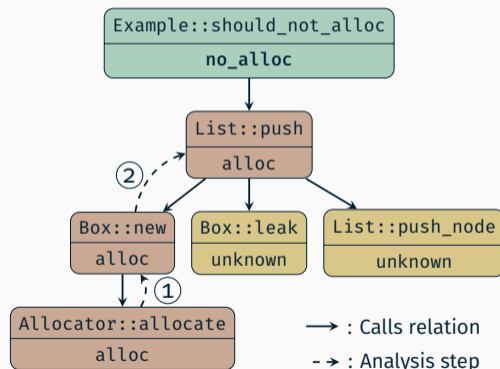 Example::should_not_alloc
no_alloc
List::push
alloc
②
Box::new
alloc
Box::leak
unknown
List::push_node
unknown
①
Allocator::allocate
alloc
: Calls relation
: Analysis step